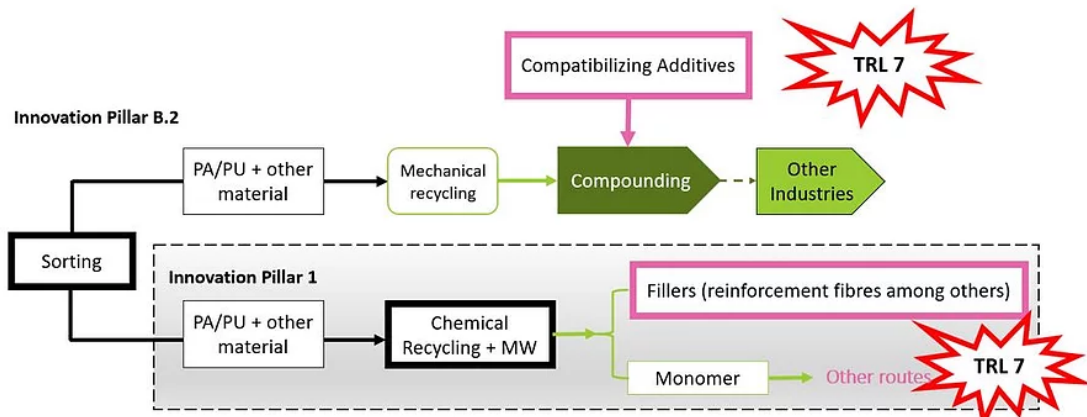 Compatibilizing Additives
TRL 7
Innovation Pillar B.2
PA/PU + other
material
Mechanical
recycling
Compounding
Other
Industries
Sorting
Innovation Pillar 1
PA/PU + other
material
Chemical
Recycling + MW
Fillers (reinforcement fibres among others)
Monomer
Other routes
TRL 7